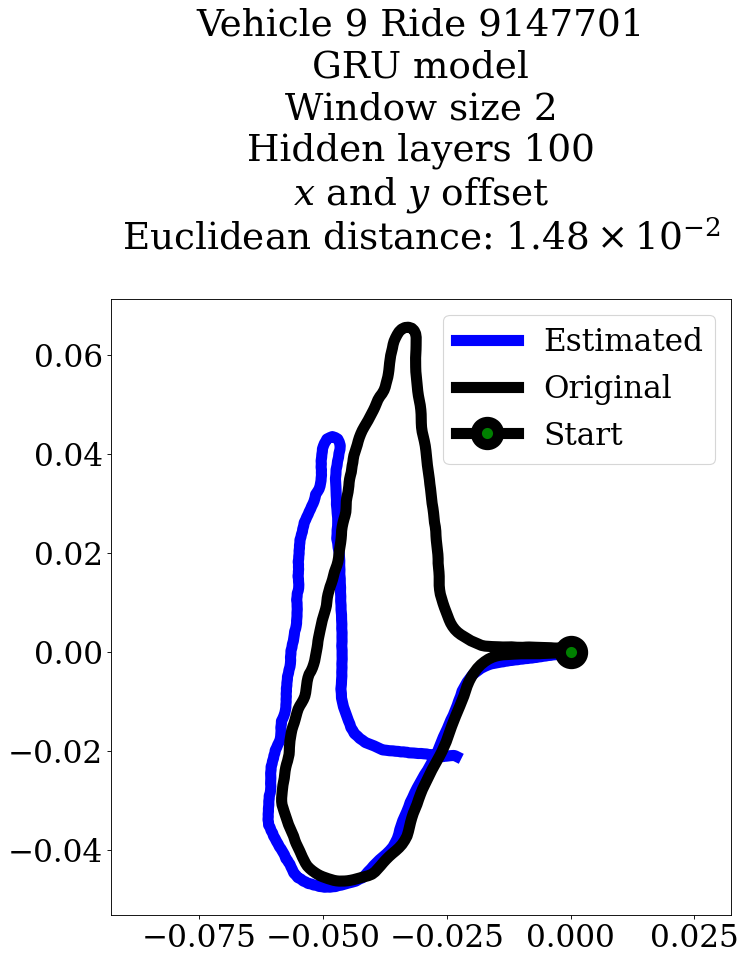 Vehicle 9 Ride 9147701
GRU model
Window size 2
Hidden layers 100
x and y offset
Euclidean distance: 1.48 × 10⁻²
Estimated
Original
Start
0.06
0.04
0.02
0.00
−0.02
−0.04
−0.075 −0.050 −0.025 0.000 0.025